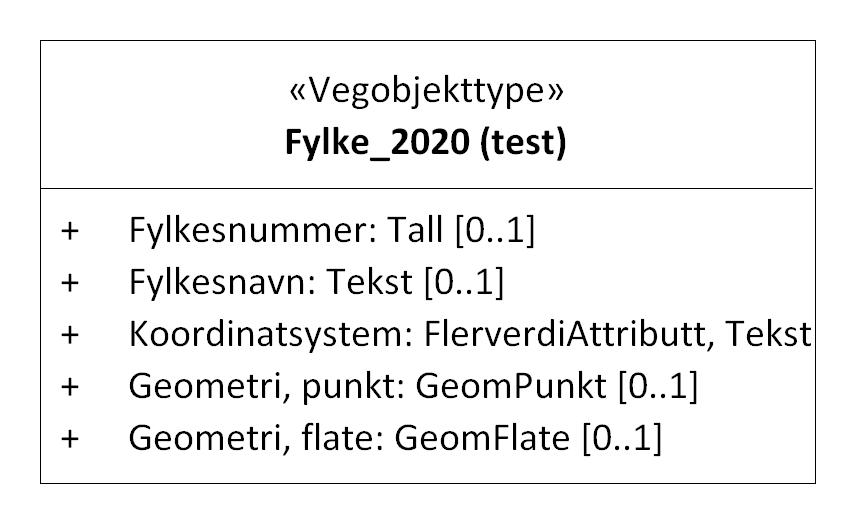 «Vegobjekttype»
Fylke_2020 (test)
+ Fylkesnummer: Tall [0..1]
+ Fylkesnavn: Tekst [0..1]
+ Koordinatsystem: FlerverdiAttributt, Tekst
+ Geometri, punkt: GeomPunkt [0..1]
+ Geometri, flate: GeomFlate [0..1]